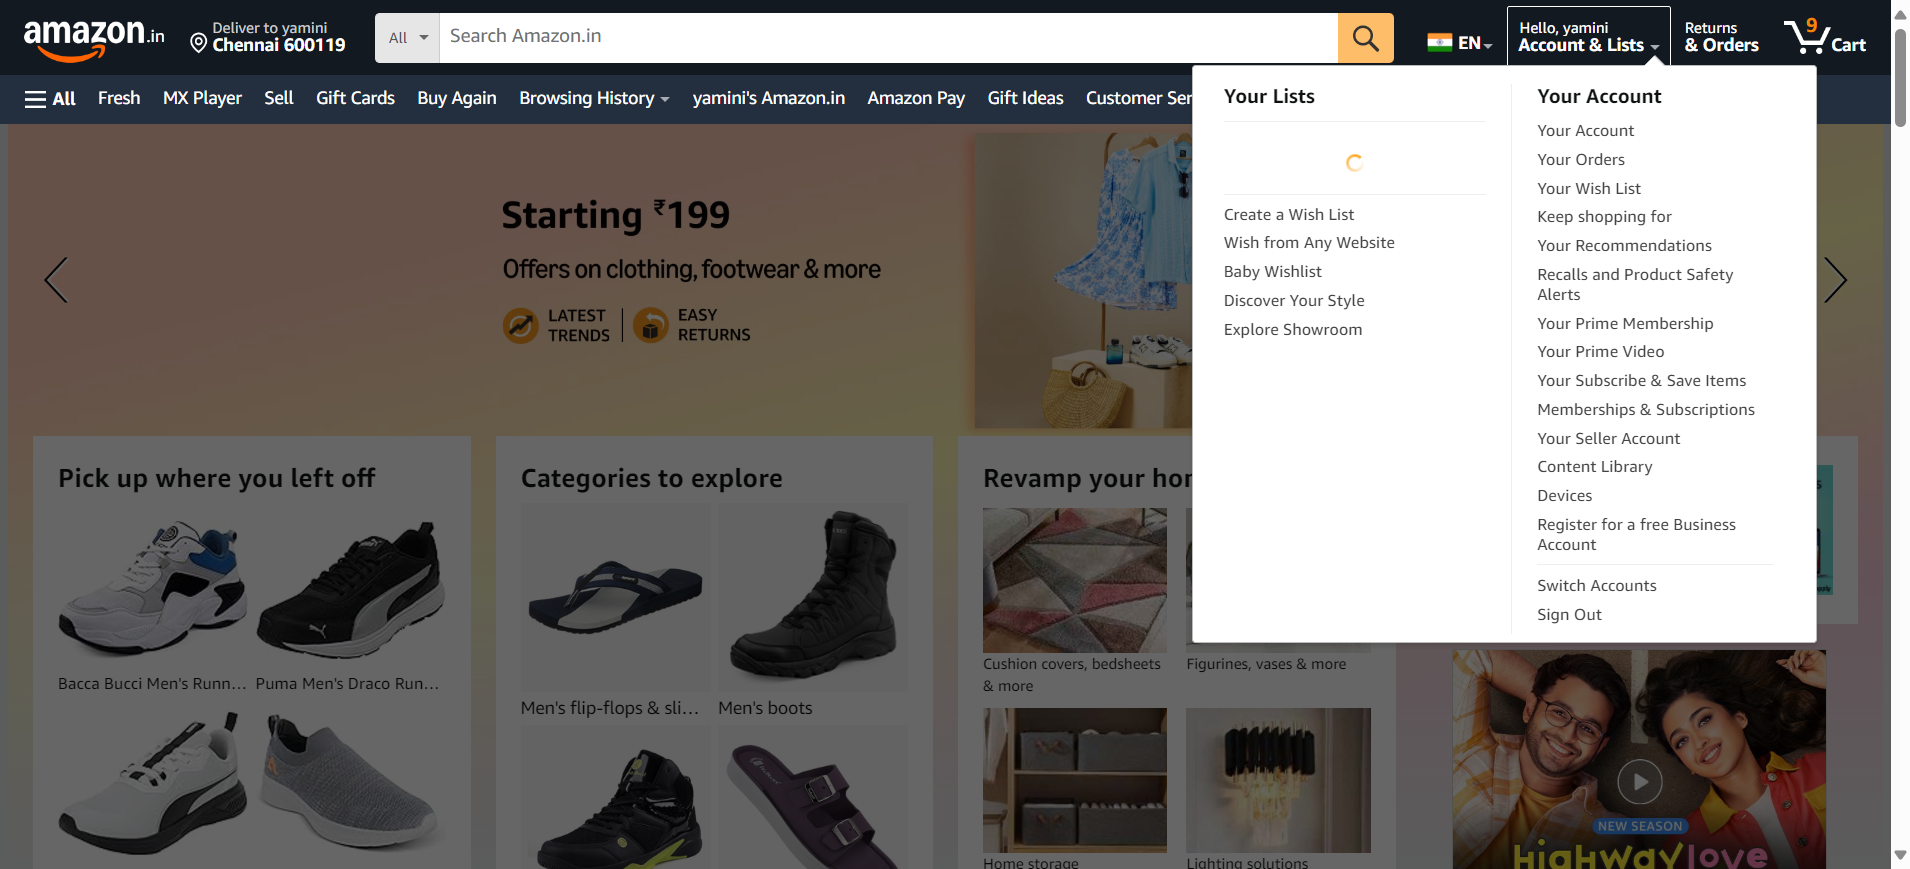 amazon.in
Deliver to yamini
Chennai 600119
All
Search Amazon.in
EN
Hello, yamini
Account & Lists
Returns
& Orders
9
Cart
All
Fresh
MX Player
Sell
Gift Cards
Buy Again
Browsing History
yamini's Amazon.in
Amazon Pay
Gift Ideas
Customer Ser
Your Lists
Create a Wish List
Wish from Any Website
Baby Wishlist
Discover Your Style
Explore Showroom
Your Account
Your Account
Your Orders
Your Wish List
Keep shopping for
Your Recommendations
Recalls and Product Safety
Alerts
Your Prime Membership
Your Prime Video
Your Subscribe & Save Items
Memberships & Subscriptions
Your Seller Account
Content Library
Devices
Register for a free Business
Account
Switch Accounts
Sign Out
Starting ₹199
Offers on clothing, footwear & more
LATEST
TRENDS
EASY
RETURNS
Pick up where you left off
Bacca Bucci Men's Runn...
Puma Men's Draco Run...
Categories to explore
Men's flip-flops & sli...
Men's boots
Revamp your hor
Cushion covers, bedsheets
& more
Figurines, vases & more
Home storage
Lighting solutions
NEW SEASON
Highway love